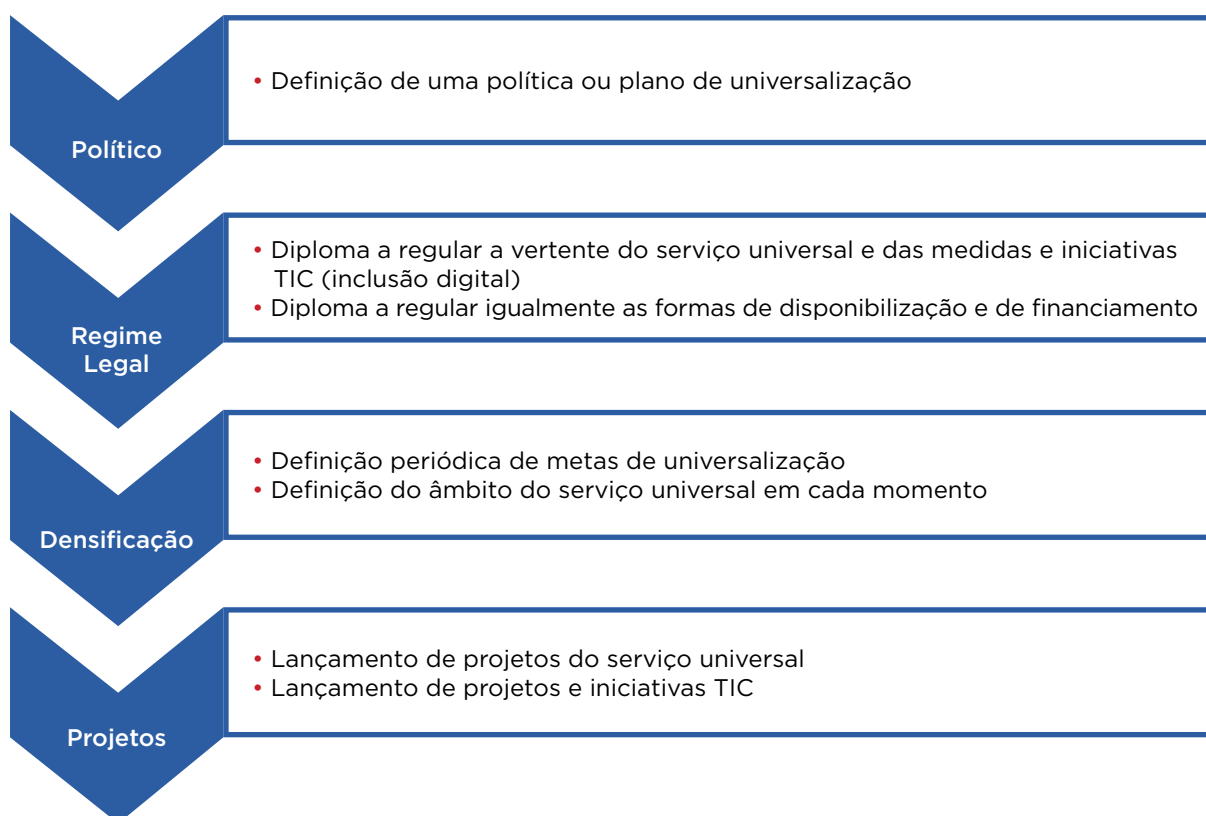 Político
• Definição de uma política ou plano de universalização
Regime
Legal
• Diploma a regular a vertente do serviço universal e das medidas e iniciativas
TIC (inclusão digital)
• Diploma a regular igualmente as formas de disponibilização e de financiamento
Densificação
• Definição periódica de metas de universalização
• Definição do âmbito do serviço universal em cada momento
Projetos
• Lançamento de projetos do serviço universal
• Lançamento de projetos e iniciativas TIC